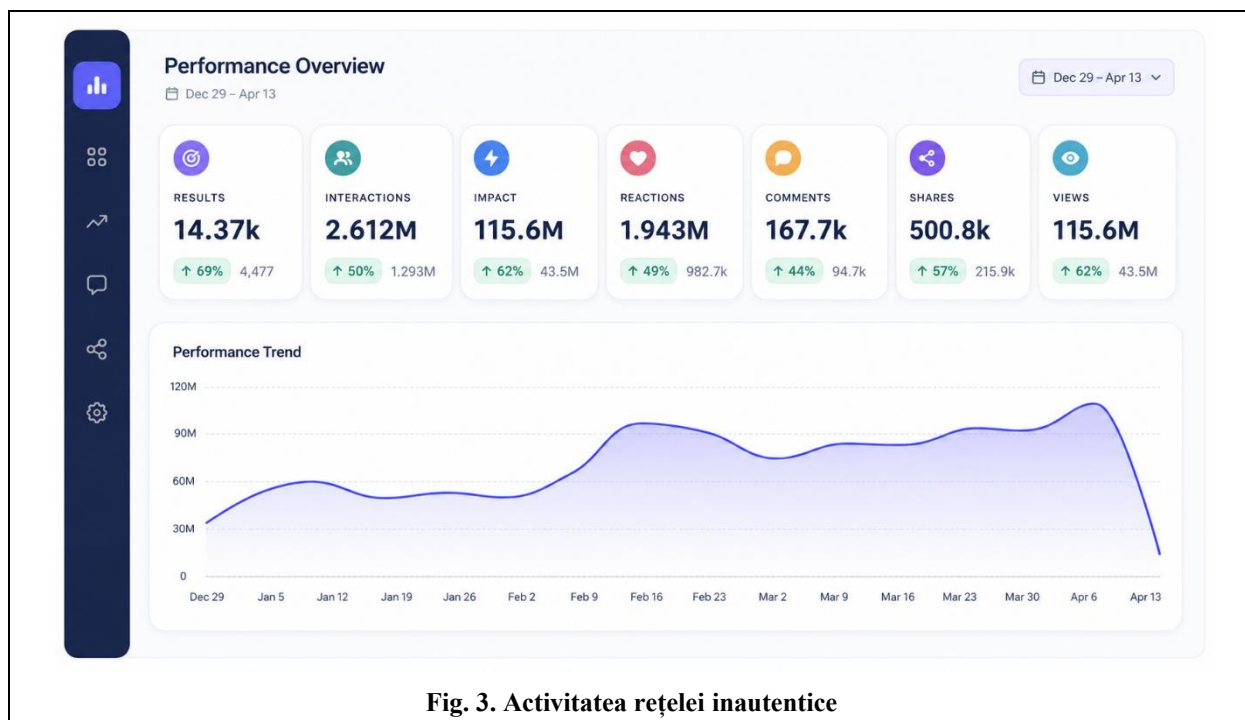 Performance Overview
Dec 29 – Apr 13
Dec 29 – Apr 13
RESULTS
14.37k
↑ 69% 4,477
INTERACTIONS
2.612M
↑ 50% 1.293M
IMPACT
115.6M
↑ 62% 43.5M
REACTIONS
1.943M
↑ 49% 982.7k
COMMENTS
167.7k
↑ 44% 94.7k
SHARES
500.8k
↑ 57% 215.9k
VIEWS
115.6M
↑ 62% 43.5M
Performance Trend
120M
90M
60M
30M
0
Dec 29 Jan 5 Jan 12 Jan 19 Jan 26 Feb 2 Feb 9 Feb 16 Feb 23 Mar 2 Mar 9 Mar 16 Mar 23 Mar 30 Apr 6 Apr 13
Fig. 3. Activitatea rețelei inautentice